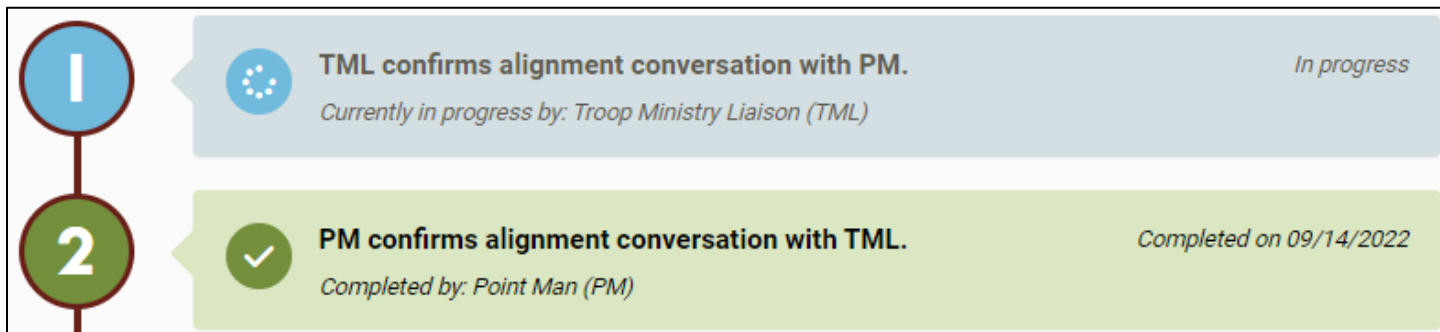 1
TML confirms alignment conversation with PM.
In progress
Currently in progress by: Troop Ministry Liaison (TML)
2
PM confirms alignment conversation with TML.
Completed on 09/14/2022
Completed by: Point Man (PM)